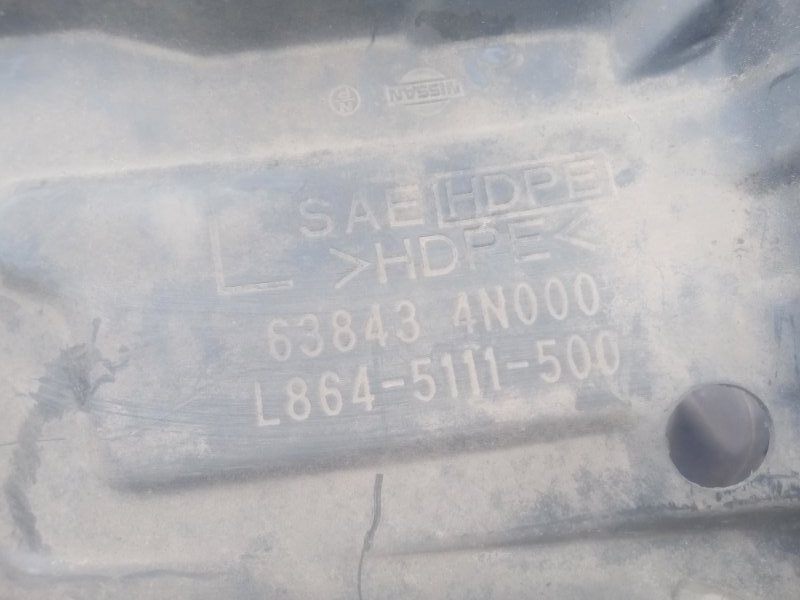 NISSAN
L SAE HDPE
>HDPE<
63843 4N000
L864-5111-500